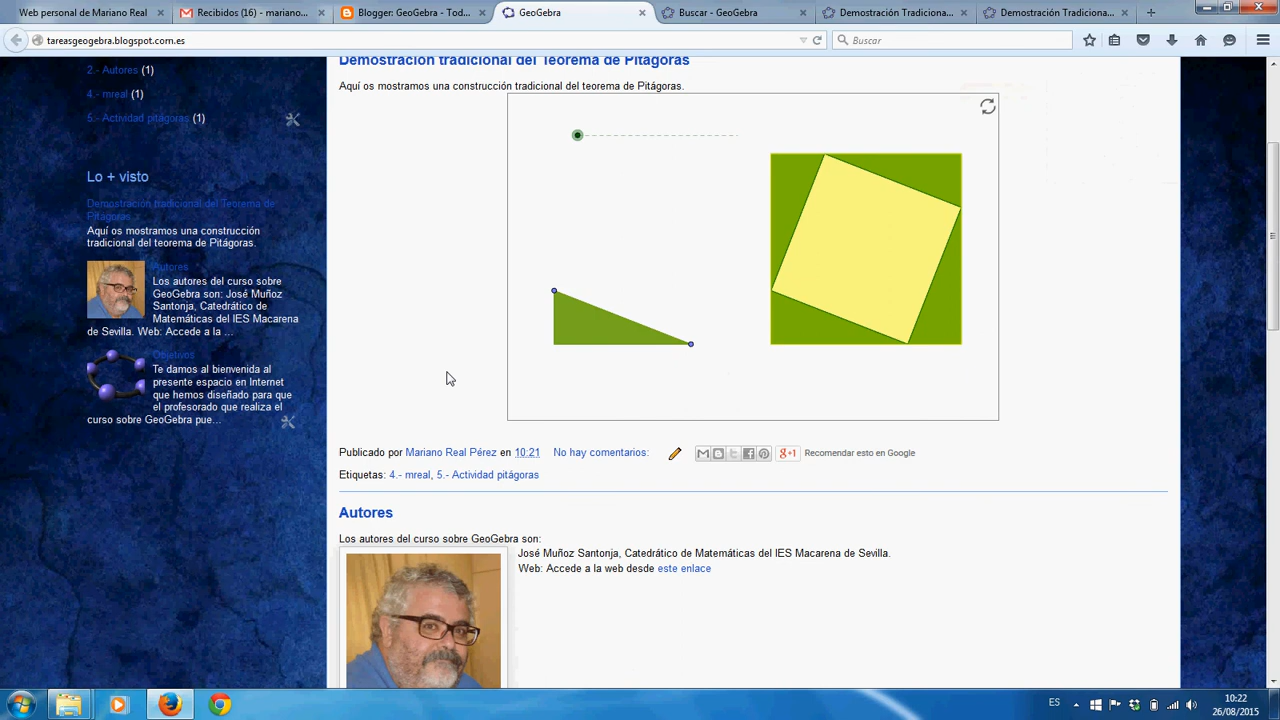 Web personal de Mariano Real
Recibidos (16) - mariano...
Blogger: GeoGebra - Tod...
GeoGebra
Buscar - GeoGebra
Demostración Tradiciona...
Demostración Tradiciona...
tareasgeogebra.blogspot.com.es
Buscar
2.- Autores (1)
4.- mreal (1)
5.- Actividad pitágoras (1)
Lo + visto
Demostración tradicional del Teorema de
Pitágoras
Aquí os mostramos una construcción
tradicional del teorema de Pitágoras.
Autores
Los autores del curso sobre
GeoGebra son: José Muñoz
Santonja, Catedrático de
Matemáticas del IES Macarena
de Sevilla. Web: Accede a la ...
Objetivos
Te damos al bienvenida al
presente espacio en Internet
que hemos diseñado para que
el profesorado que realiza el
curso sobre GeoGebra pue...
Demostración tradicional del Teorema de Pitágoras
Aquí os mostramos una construcción tradicional del teorema de Pitágoras.
Publicado por Mariano Real Pérez en 10:21 No hay comentarios:
g+1 Recomendar esto en Google
Etiquetas: 4.- mreal, 5.- Actividad pitágoras
Autores
Los autores del curso sobre GeoGebra son:
José Muñoz Santonja, Catedrático de Matemáticas del IES Macarena de Sevilla.
Web: Accede a la web desde este enlace
ES
10:22
26/08/2015